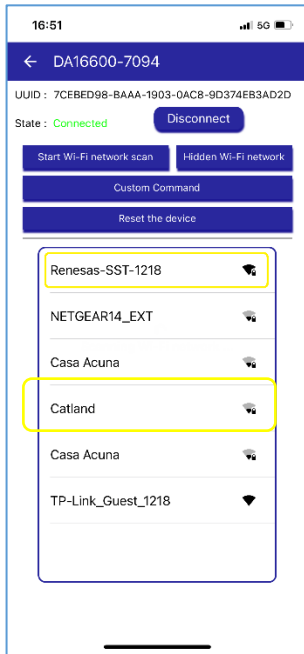 16:51 5G
DA16600-7094
UUID : 7CEBED98-BAAA-1903-0AC8-9D374EB3AD2D
State : Connected Disconnect
Start Wi-Fi network scan Hidden Wi-Fi network
Custom Command
Reset the device
Renesas-SST-1218
NETGEAR14_EXT
Casa Acuna
Catland
Casa Acuna
TP-Link_Guest_1218